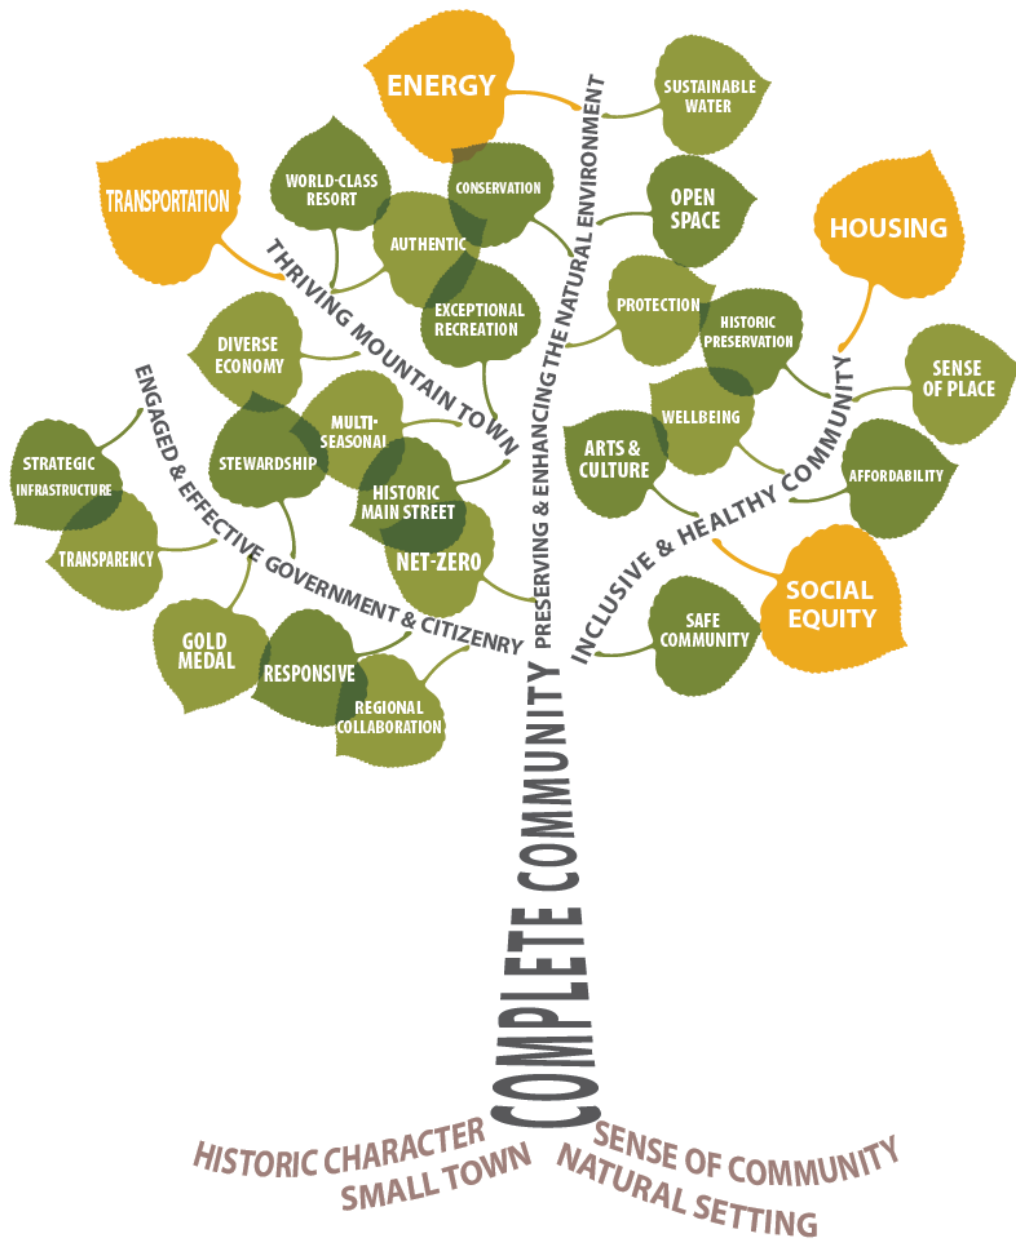 ENERGY
SUSTAINABLE
WATER
TRANSPORTATION
WORLD-CLASS
RESORT
CONSERVATION
OPEN
SPACE
HOUSING
AUTHENTIC
EXCEPTIONAL
RECREATION
PROTECTION
HISTORIC
PRESERVATION
THRIVING MOUNTAIN TOWN
DIVERSE
ECONOMY
SENSE
OF PLACE
MULTI-
SEASONAL
WELLBEING
STRATEGIC
INFRASTRUCTURE
STEWARDSHIP
ARTS &
CULTURE
AFFORDABILITY
HISTORIC
MAIN STREET
TRANSPARENCY
NET-ZERO
ENGAGED & EFFECTIVE GOVERNMENT & CITIZENRY
PRESERVING & ENHANCING THE NATURAL ENVIRONMENT
INCLUSIVE & HEALTHY COMMUNITY
SOCIAL
EQUITY
GOLD
MEDAL
RESPONSIVE
SAFE
COMMUNITY
REGIONAL
COLLABORATION
COMPLETE COMMUNITY
HISTORIC CHARACTER
SENSE OF COMMUNITY
SMALL TOWN
NATURAL SETTING